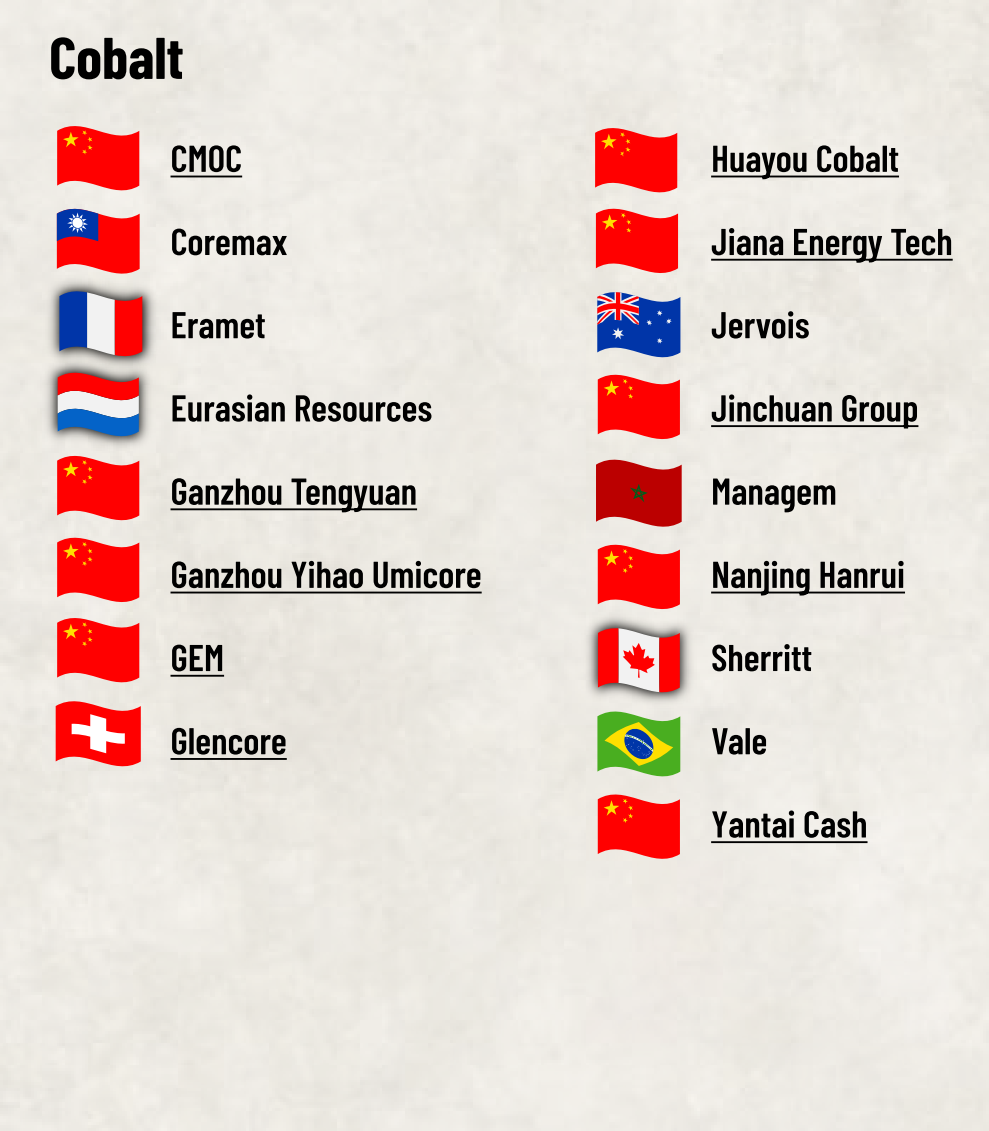 Cobalt
CMOC
Coremax
Eramet
Eurasian Resources
Ganzhou Tengyuan
Ganzhou Yihao Umicore
GEM
Glencore
Huayou Cobalt
Jiana Energy Tech
Jervois
Jinchuan Group
Managem
Nanjing Hanrui
Sherritt
Vale
Yantai Cash